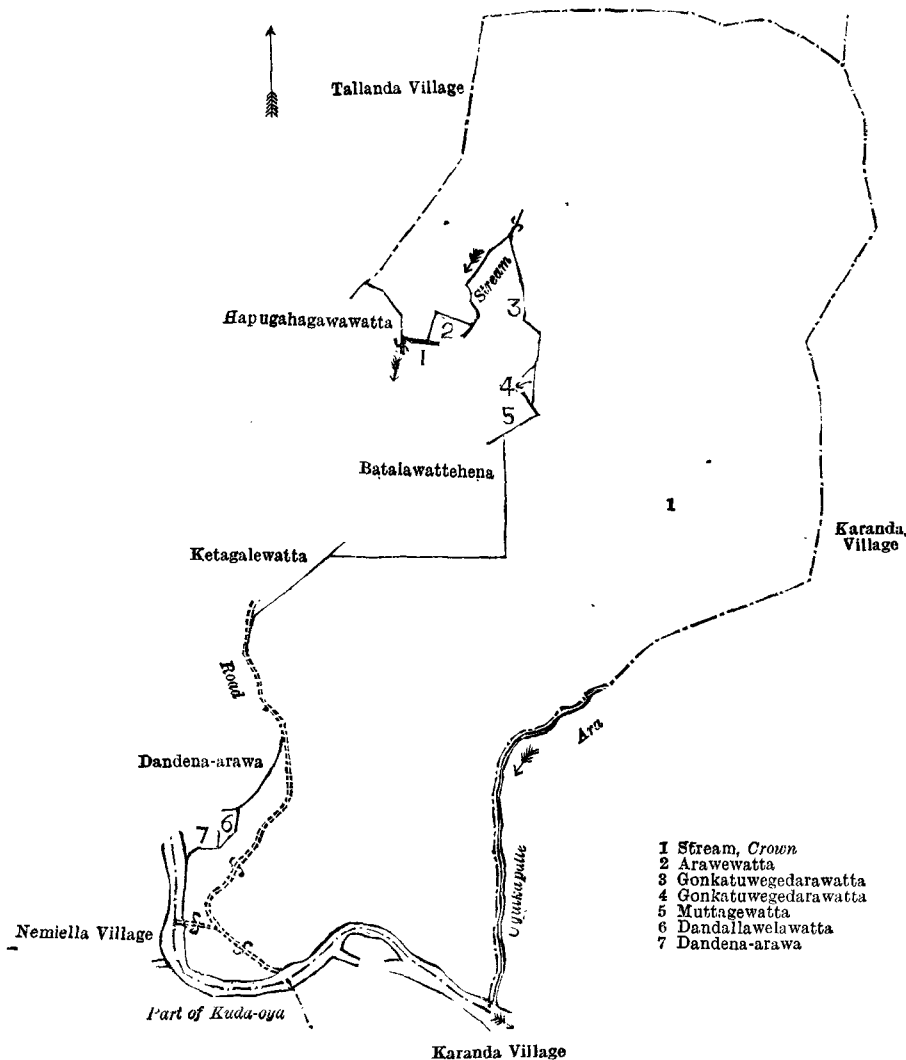 Tallanda Village
Stream
3
Hapugahagawawatta
2
1
4
5
Batalawattehena
1
Karanda,
Village
Ketagalewatta
Road
Ara
Dandena-arawa
6
7
Nemiella Village
Part of Kuda-oya
Karanda Village
1 Stream, Crown
2 Arawewatta
3 Gonkatuwegedarawatta
4 Gonkatuwegedarawatta
5 Muttagewatta
6 Dandallawelawatta
7 Dandena-arawa